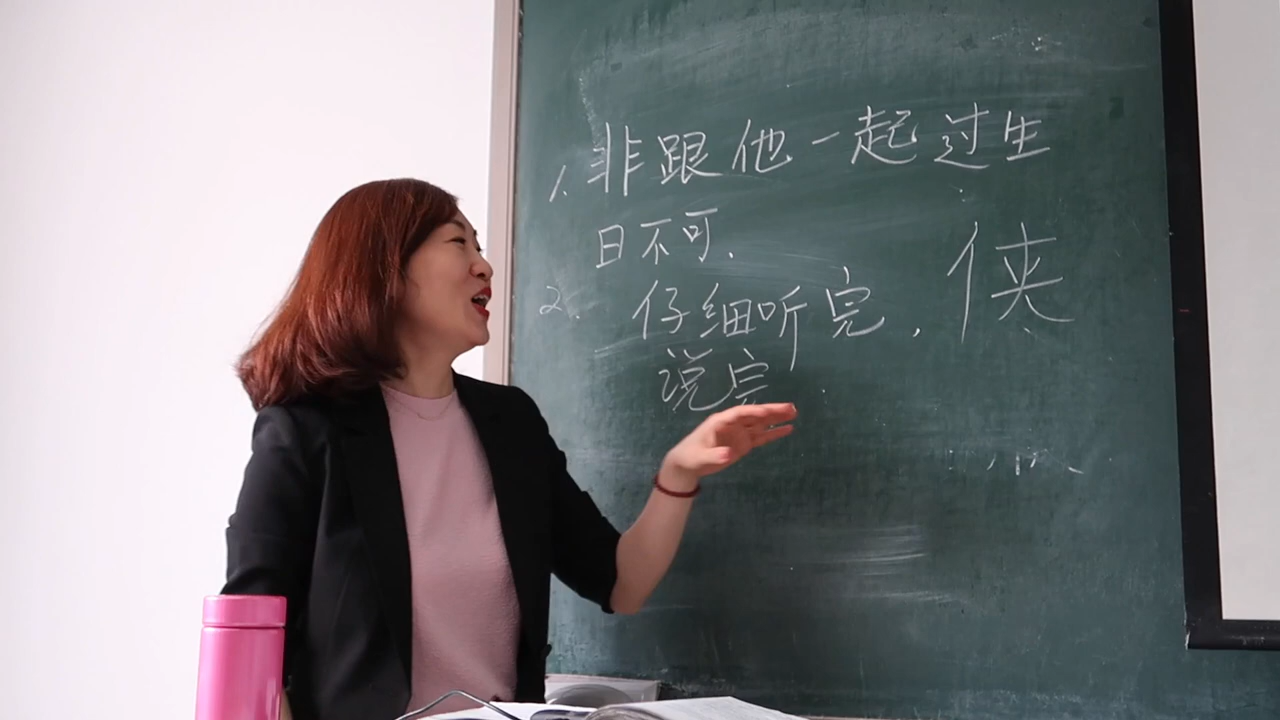 1. 非跟他一起过生
日不可.
2. 仔细听完, 侠
说完